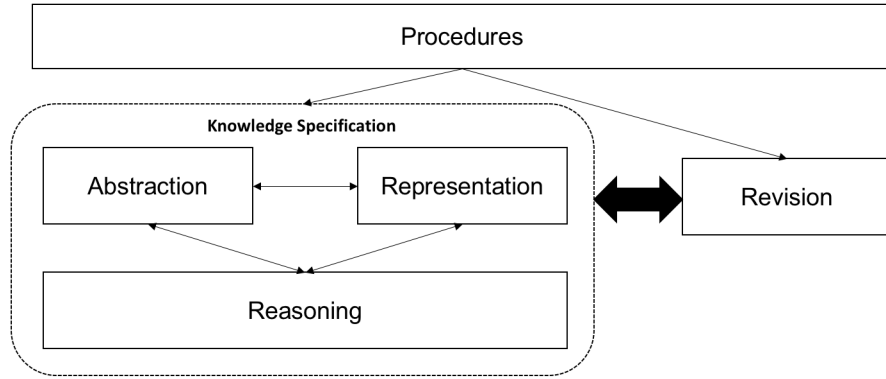 Procedures
Knowledge Specification
Abstraction
Representation
Revision
Reasoning